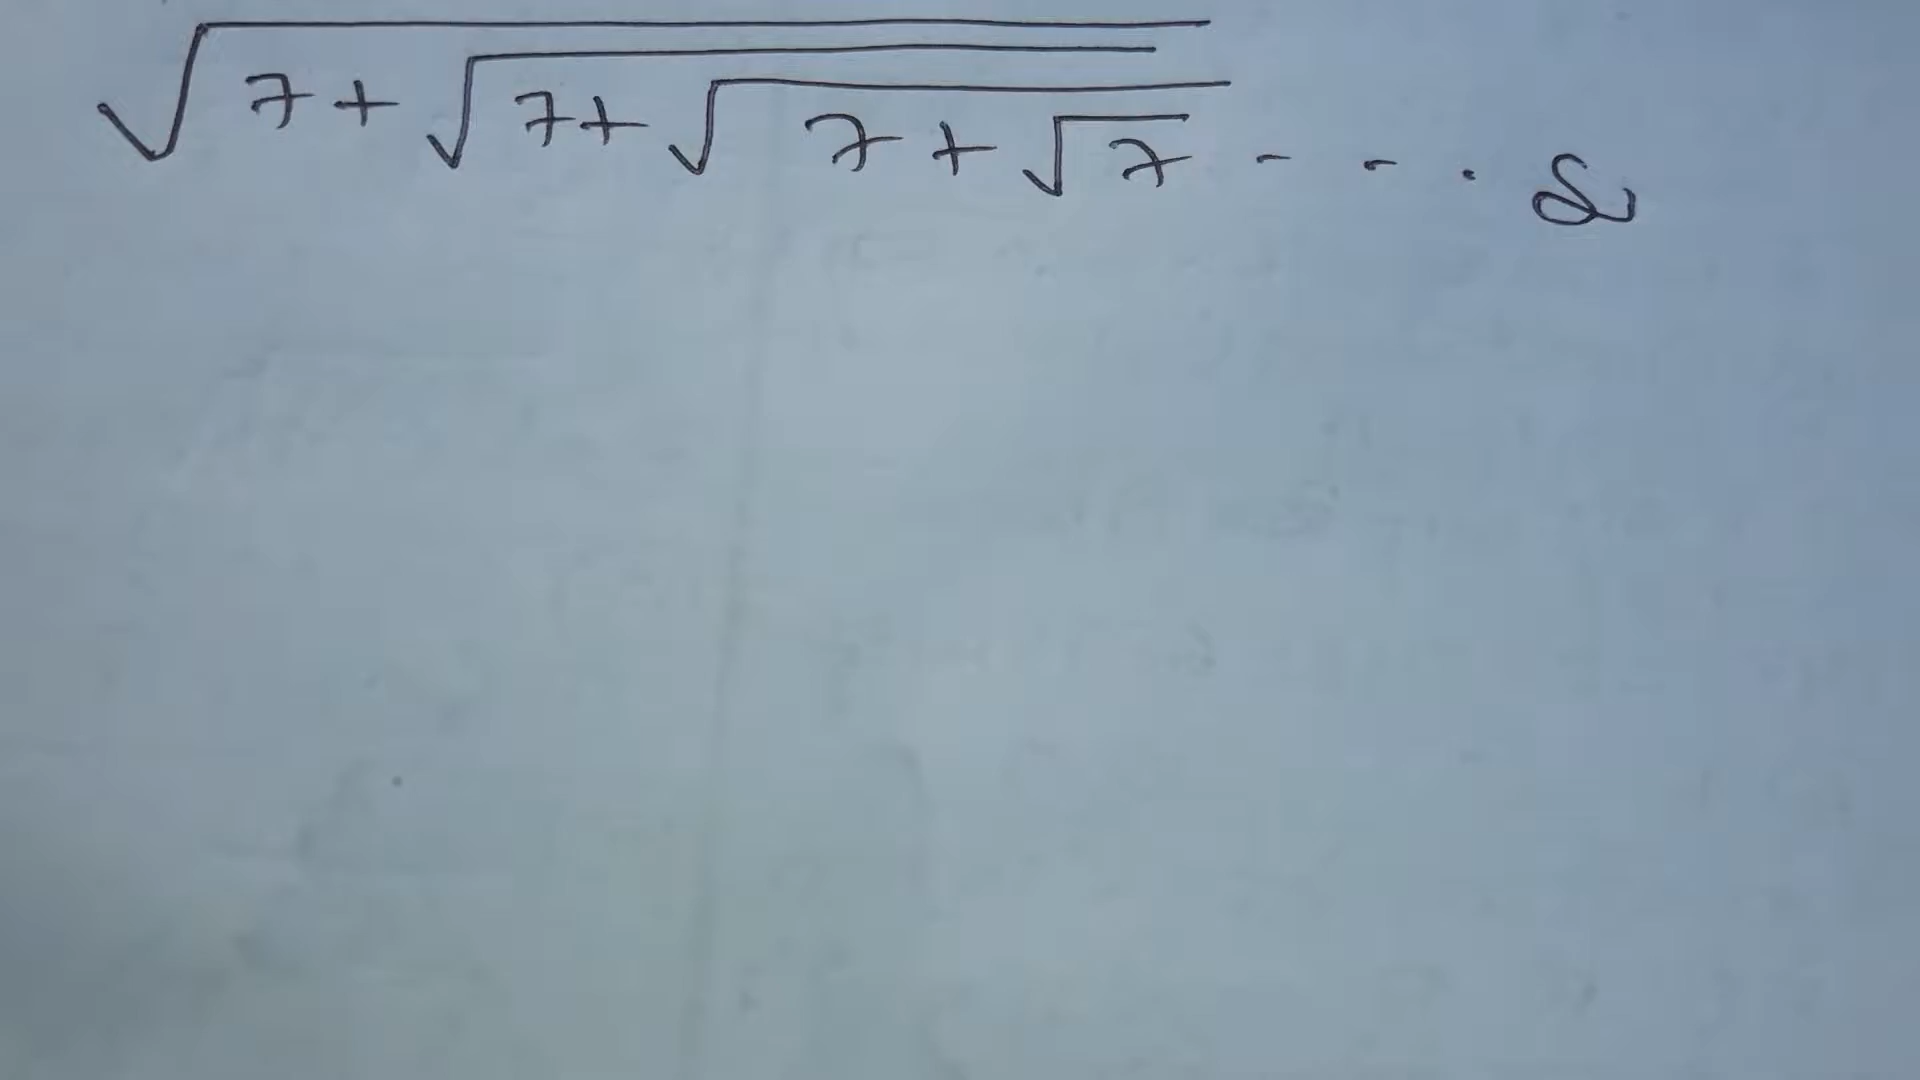 √(7+√(7+√(7+√7))) - - . ∞